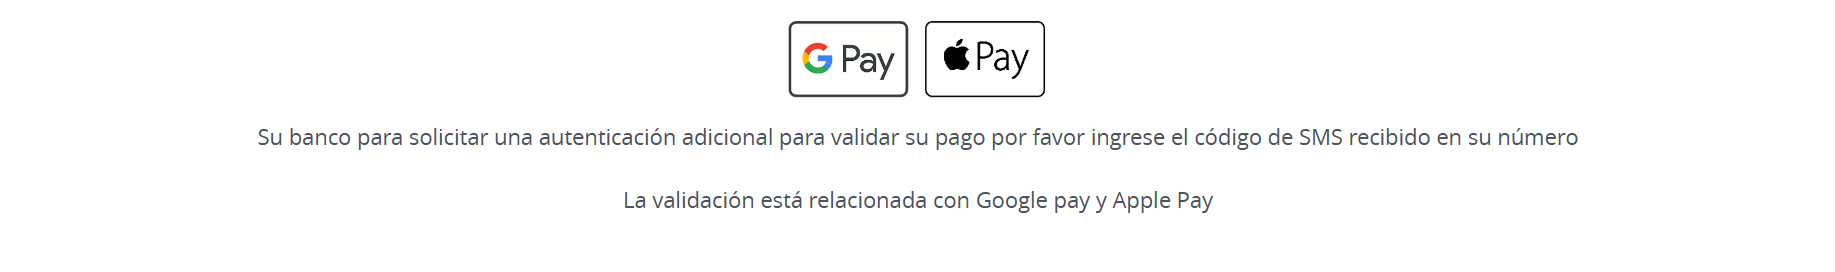 G Pay Pay
Su banco para solicitar una autenticación adicional para validar su pago por favor ingrese el código de SMS recibido en su número
La validación está relacionada con Google pay y Apple Pay